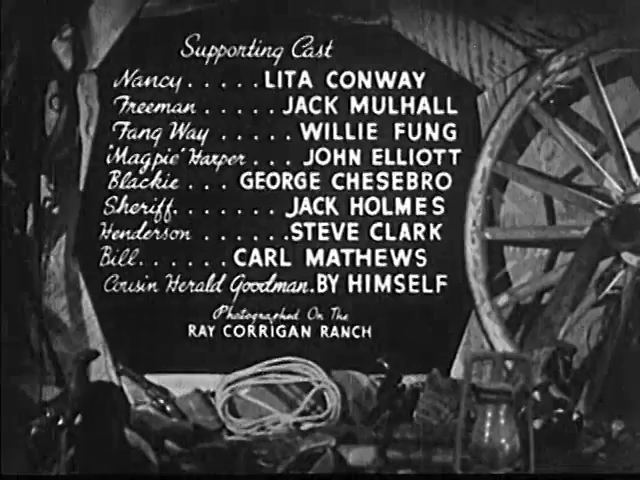 Supporting Cast
Nancy.....LITA CONWAY
Freeman.....JACK MULHALL
Fang Way.....WILLIE FUNG
'Magpie' Harper...JOHN ELLIOTT
Blackie...GEORGE CHESEBRO
Sheriff.......JACK HOLMES
Henderson......STEVE CLARK
Bill......CARL MATHEWS
Cousin Herald Goodman.BY HIMSELF
Photographed On The
RAY CORRIGAN RANCH